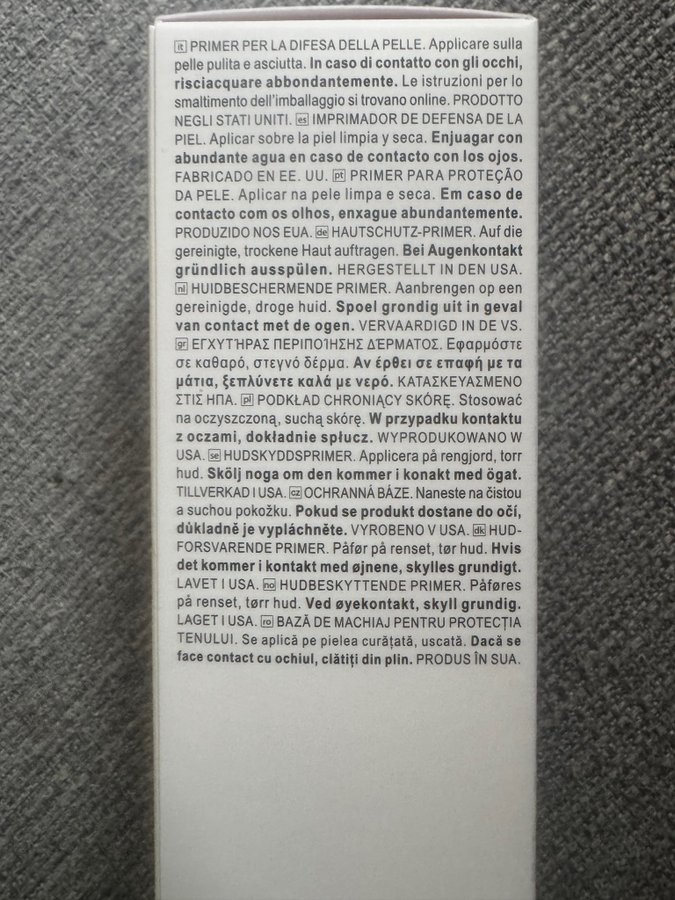 it PRIMER PER LA DIFESA DELLA PELLE. Applicare sulla
pelle pulita e asciutta. In caso di contatto con gli occhi,
risciacquare abbondantemente. Le istruzioni per lo
smaltimento dell'imballaggio si trovano online. PRODOTTO
NEGLI STATI UNITI. es IMPRIMADOR DE DEFENSA DE LA
PIEL. Aplicar sobre la piel limpia y seca. Enjuagar con
abundante agua en caso de contacto con los ojos.
FABRICADO EN EE. UU. pt PRIMER PARA PROTEÇÃO
DA PELE. Aplicar na pele limpa e seca. Em caso de
contacto com os olhos, enxague abundantemente.
PRODUZIDO NOS EUA. de HAUTSCHUTZ-PRIMER. Auf die
gereinigte, trockene Haut auftragen. Bei Augenkontakt
gründlich ausspülen. HERGESTELLT IN DEN USA.
nl HUIDBESCHERMENDE PRIMER. Aanbrengen op een
gereinigde, droge huid. Spoel grondig uit in geval
van contact met de ogen. VERVAARDIGD IN DE VS.
gr ΕΓΧΥΤΉΡΑΣ ΠΕΡΙΠΟΊΗΣΗΣ ΔΈΡΜΑΤΟΣ. Εφαρμόστε
σε καθαρό, στεγνό δέρμα. Αν έρθει σε επαφή με τα
μάτια, ξεπλύνετε καλά με νερό. ΚΑΤΑΣΚΕΥΑΣΜΕΝΟ
ΣΤΙΣ ΗΠΑ. pl PODKŁAD CHRONIĄCY SKÓRĘ. Stosować
na oczyszczoną, suchą skórę. W przypadku kontaktu
z oczami, dokładnie spłucz. WYPRODUKOWANO W
USA. se HUDSKYDDSPRIMER. Applicera på rengjord, torr
hud. Skölj noga om den kommer i konakt med ögat.
TILLVERKAD I USA. cz OCHRANNÁ BÁZE. Naneste na čistou
a suchou pokožku. Pokud se produkt dostane do očí,
důkladně je vypláchněte. VYROBENO V USA. dk HUD-
FORSVARENDE PRIMER. Påfør på renset, tør hud. Hvis
det kommer i kontakt med øjnene, skylles grundigt.
LAVET I USA. no HUDBESKYTTENDE PRIMER. Påføres
på renset, tørr hud. Ved øyekontakt, skyll grundig.
LAGET I USA. ro BAZĂ DE MACHIAJ PENTRU PROTECȚIA
TENULUI. Se aplică pe pielea curățată, uscată. Dacă se
face contact cu ochiul, clătiți din plin. PRODUS ÎN SUA.